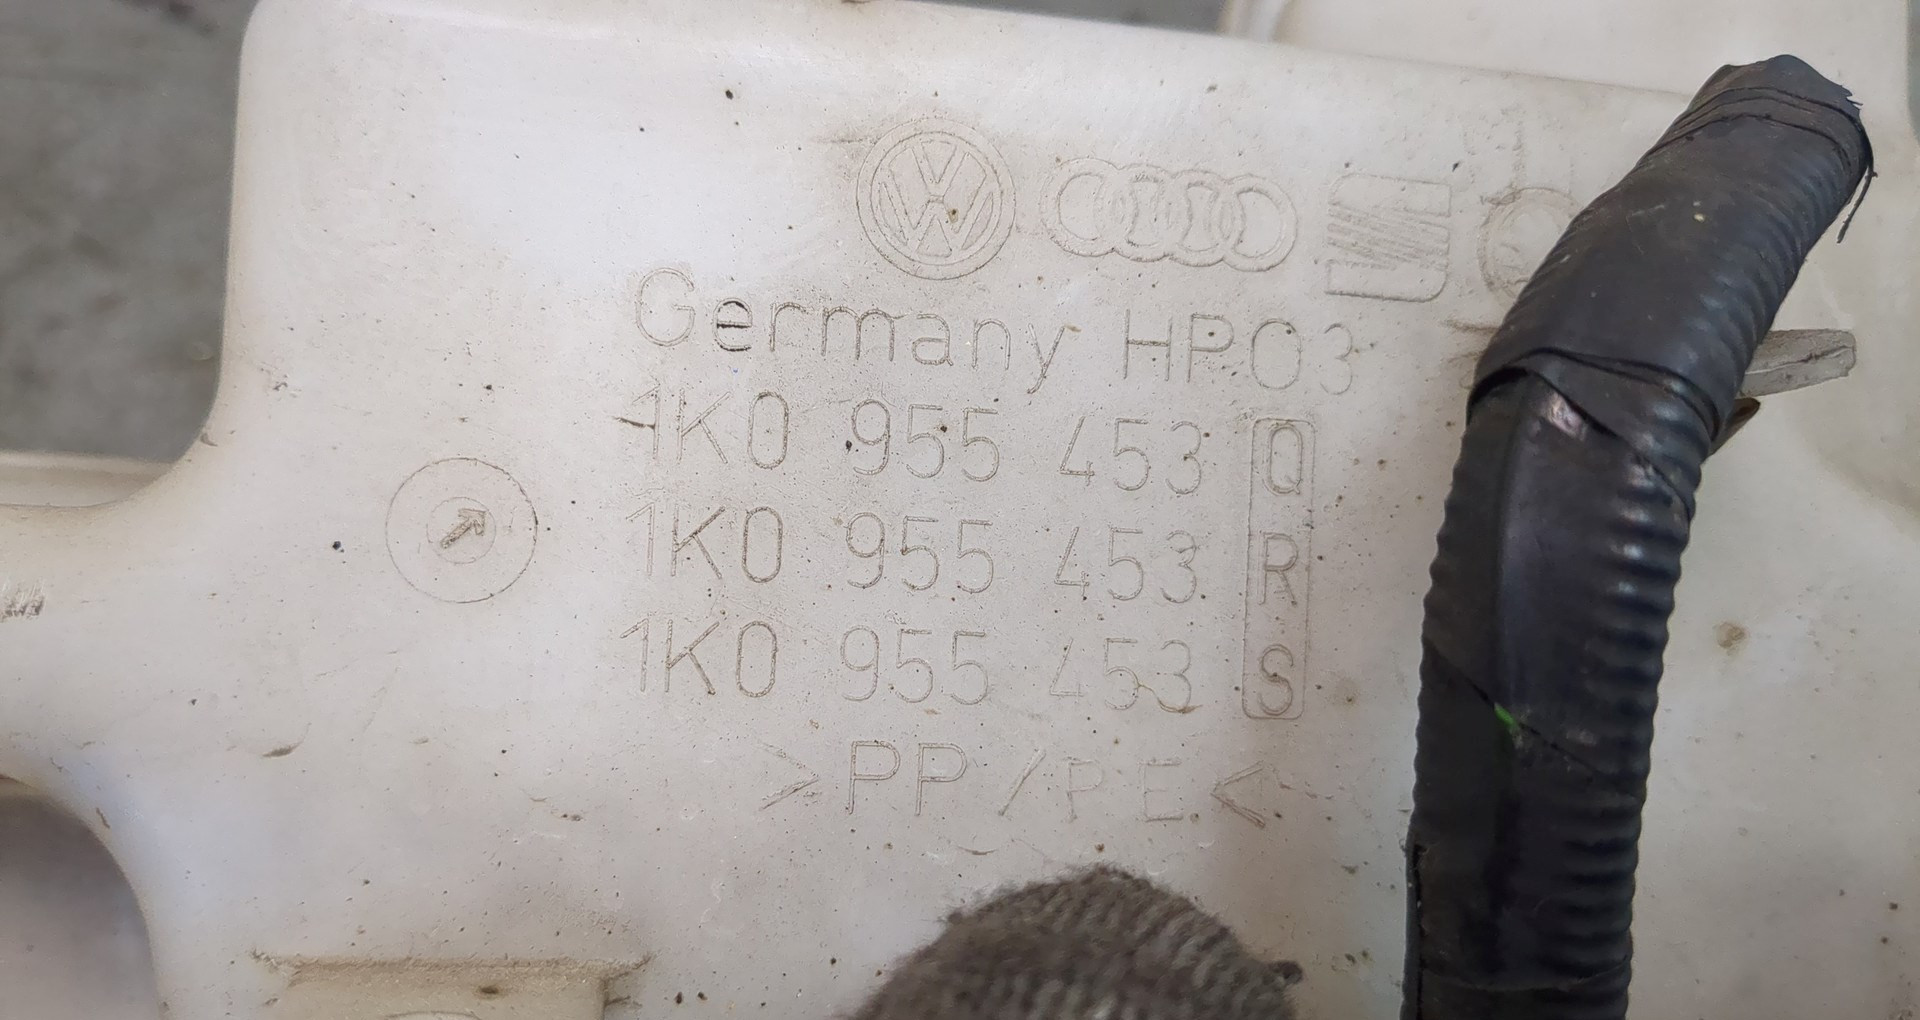 Germany HP03
1K0 955 453 Q
1K0 955 453 R
1K0 955 453 S
>PP/PE<